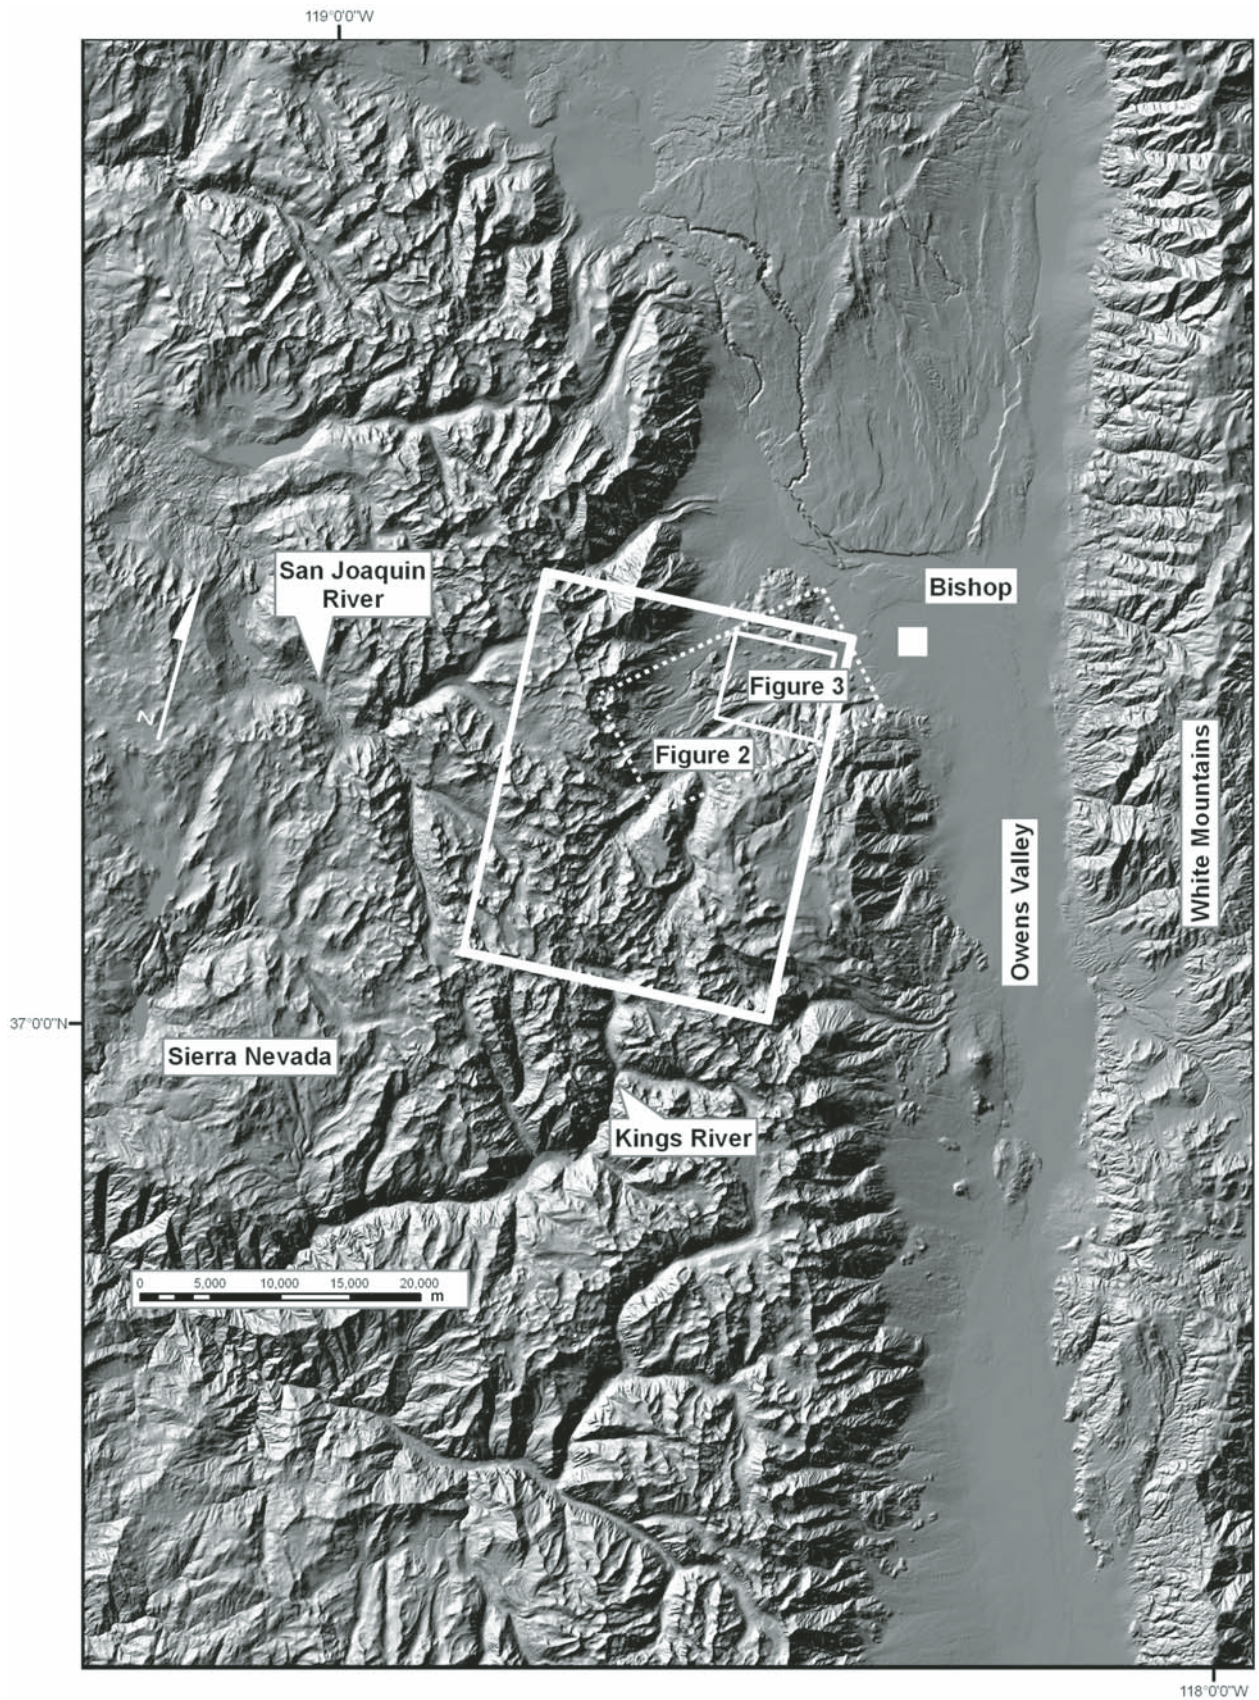 119°0'0"W
San Joaquin
River
Bishop
Figure 3
Figure 2
N
White Mountains
Owens Valley
37°0'0"N
Sierra Nevada
Kings River
0 5,000 10,000 15,000 20,000
m
118°0'0"W